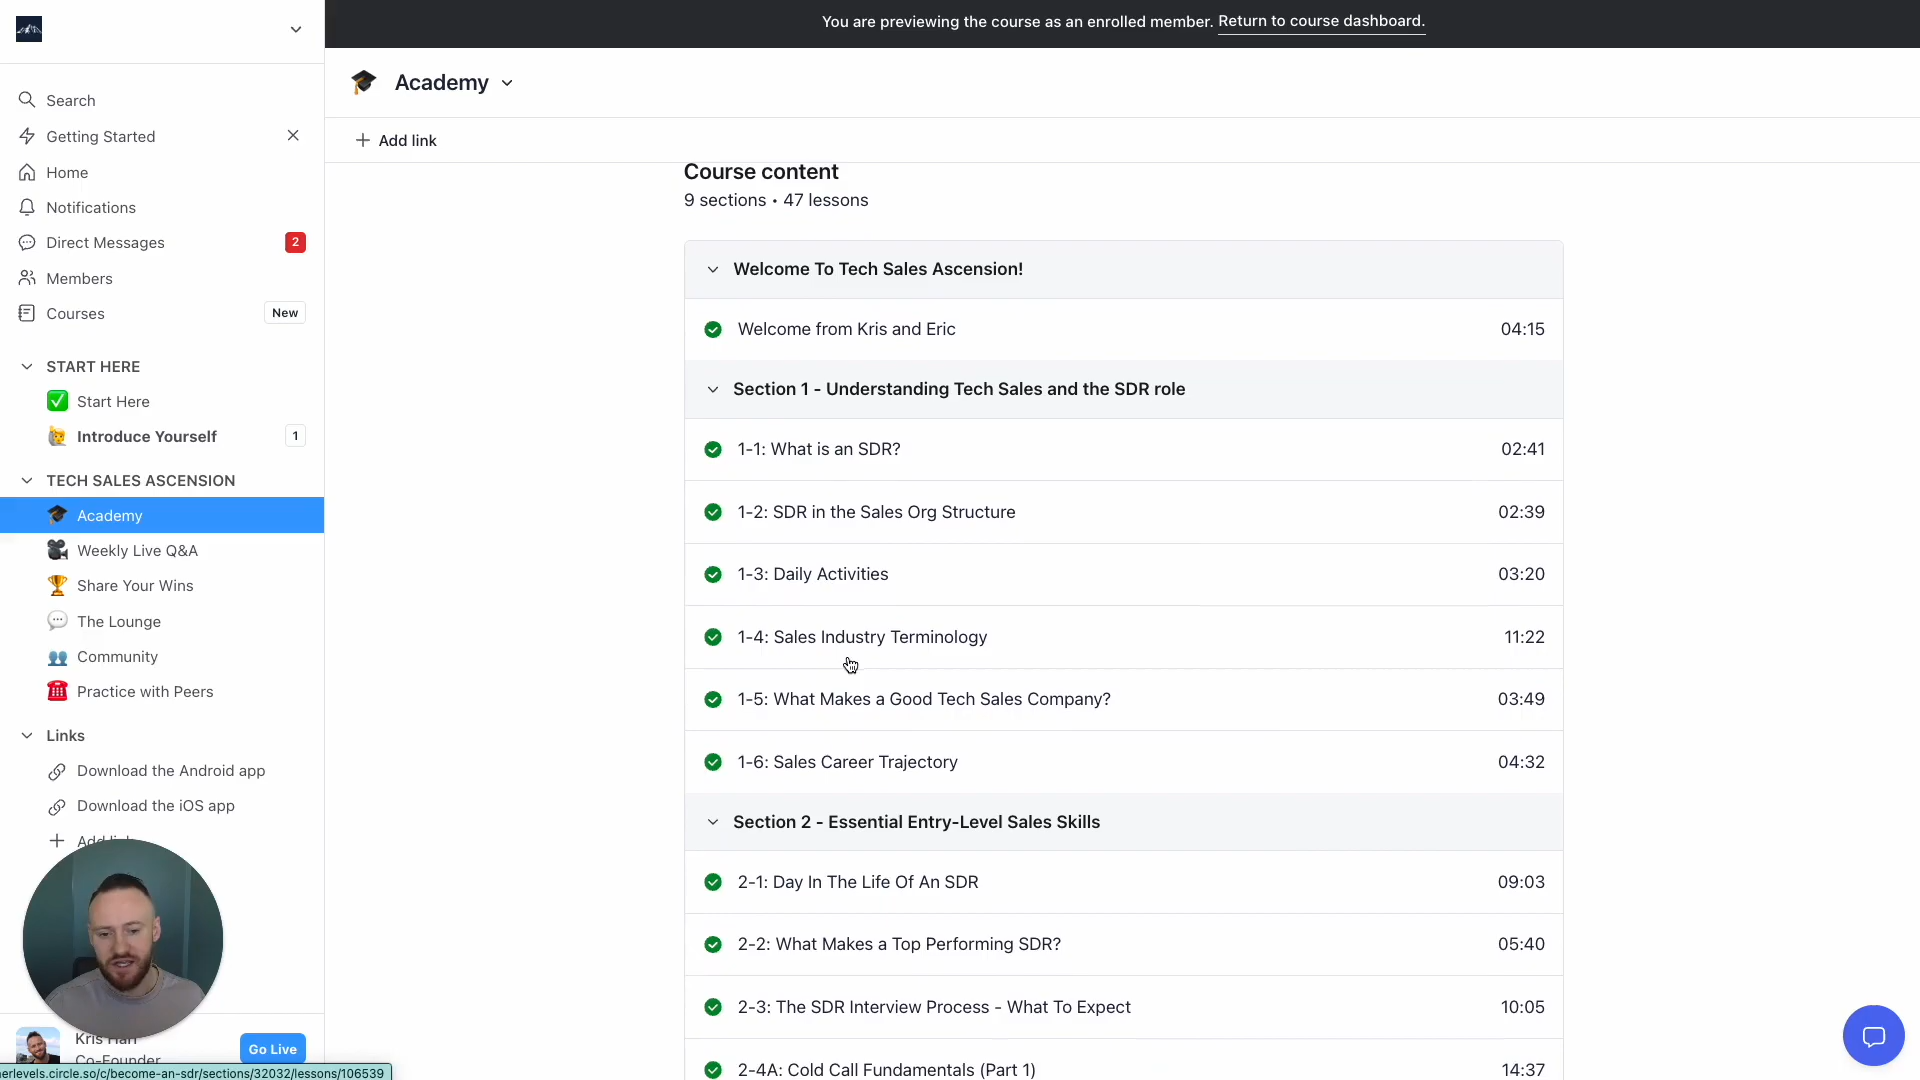 You are previewing the course as an enrolled member. Return to course dashboard.
Search
Getting Started
Home
Notifications
Direct Messages 2
Members
Courses New
START HERE
Start Here
Introduce Yourself 1
TECH SALES ASCENSION
Academy
Weekly Live Q&A
Share Your Wins
The Lounge
Community
Practice with Peers
Links
Download the Android app
Download the iOS app
Kris
Co-Founder
Go Live
erlevels.circle.so/c/become-an-sdr/sections/32032/lessons/106539
Academy
Add link
Course content
9 sections • 47 lessons
Welcome To Tech Sales Ascension!
Welcome from Kris and Eric 04:15
Section 1 - Understanding Tech Sales and the SDR role
1-1: What is an SDR? 02:41
1-2: SDR in the Sales Org Structure 02:39
1-3: Daily Activities 03:20
1-4: Sales Industry Terminology 11:22
1-5: What Makes a Good Tech Sales Company? 03:49
1-6: Sales Career Trajectory 04:32
Section 2 - Essential Entry-Level Sales Skills
2-1: Day In The Life Of An SDR 09:03
2-2: What Makes a Top Performing SDR? 05:40
2-3: The SDR Interview Process - What To Expect 10:05
2-4A: Cold Call Fundamentals (Part 1) 14:37